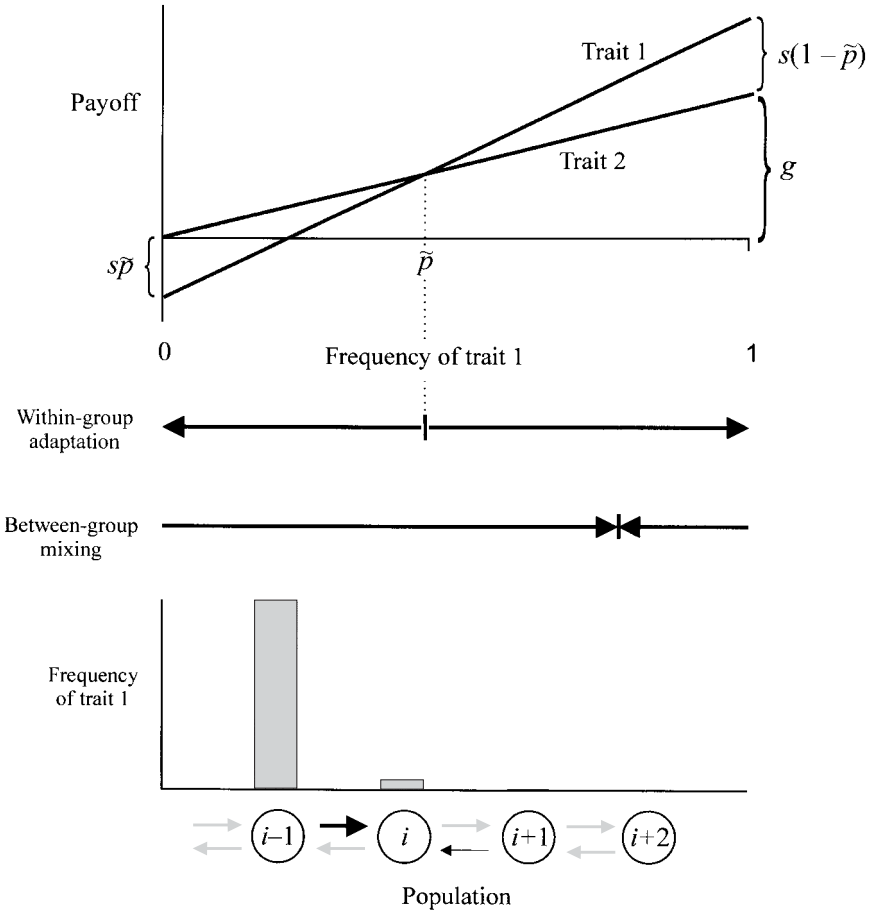 Trait 1
s(1 – p̃)
Payoff
Trait 2
g
sp̃
p̃
0
Frequency of trait 1
1
Within-group
adaptation
Between-group
mixing
Frequency
of trait 1
i–1
i
i+1
i+2
Population